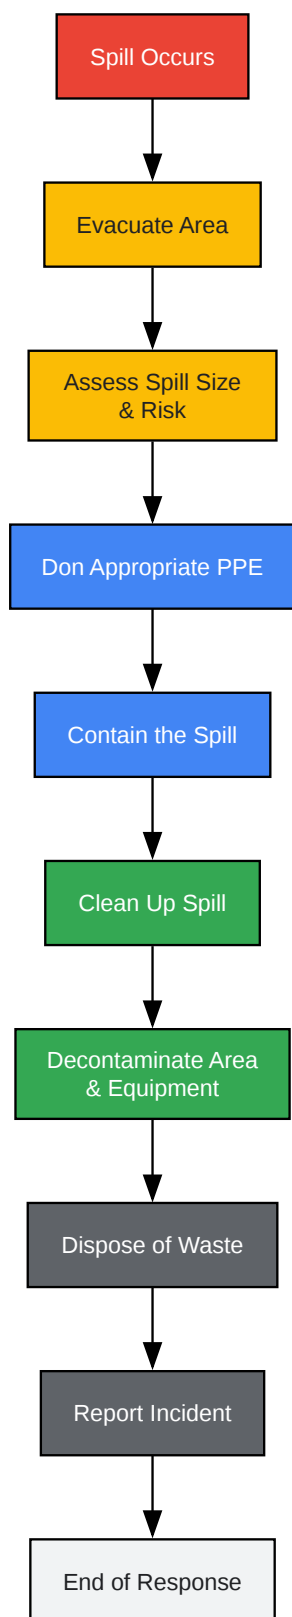 Spill Occurs
Evacuate Area
Assess Spill Size
& Risk
Don Appropriate PPE
Contain the Spill
Clean Up Spill
Decontaminate Area
& Equipment
Dispose of Waste
Report Incident
End of Response